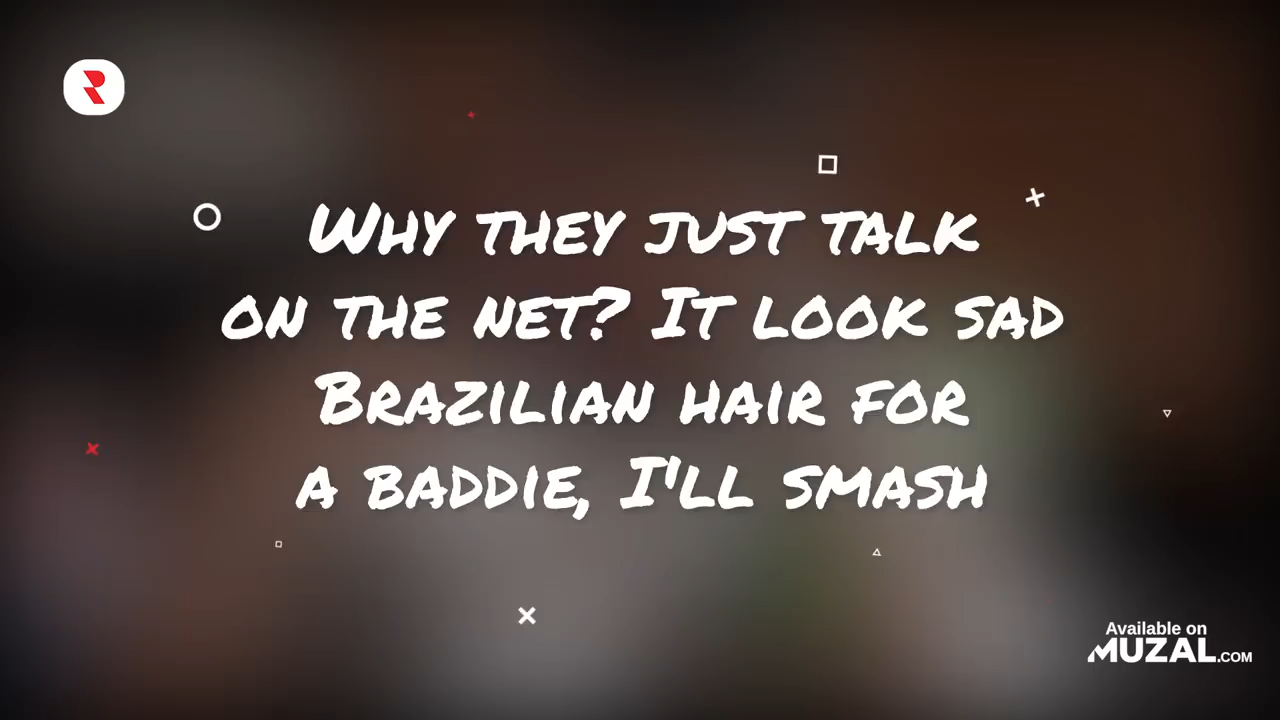 Why they just talk
on the net? It look sad
Brazilian hair for
a baddie, I'll smash
Available on
MUZAL.COM